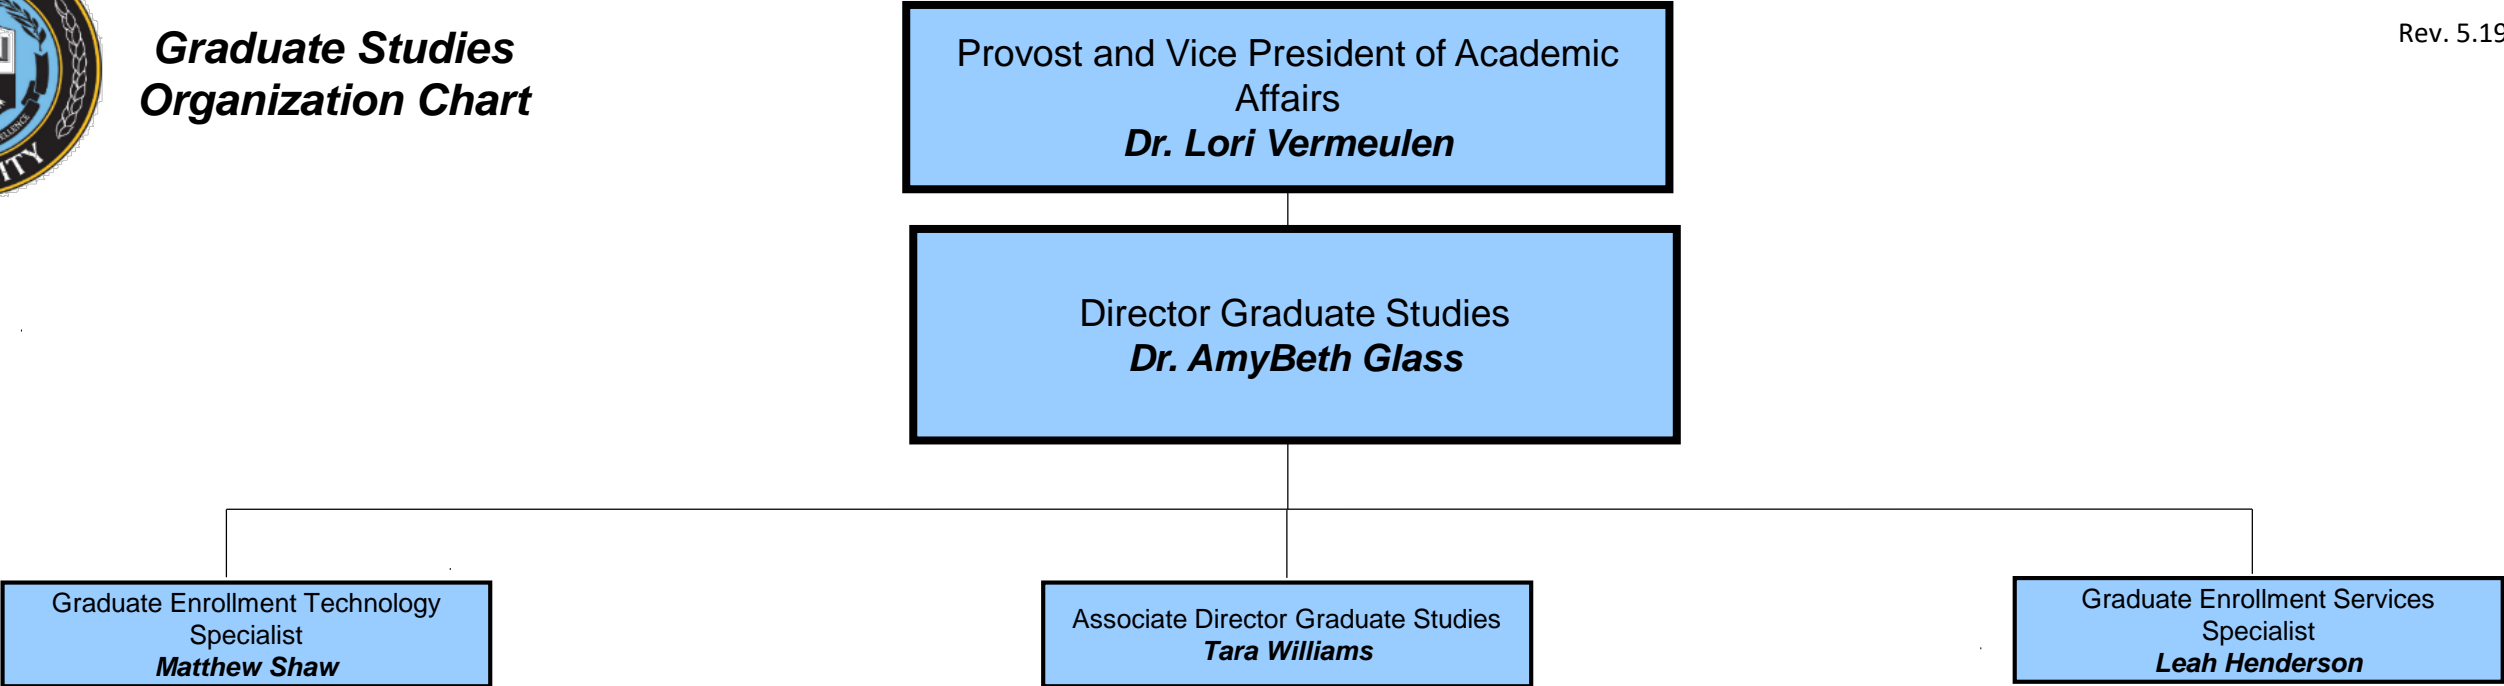 Graduate Studies
Organization Chart
Provost and Vice President of Academic
Affairs
Dr. Lori Vermeulen
Rev. 5.19
Director Graduate Studies
Dr. AmyBeth Glass
Graduate Enrollment Technology
Specialist
Matthew Shaw
Associate Director Graduate Studies
Tara Williams
Graduate Enrollment Services
Specialist
Leah Henderson